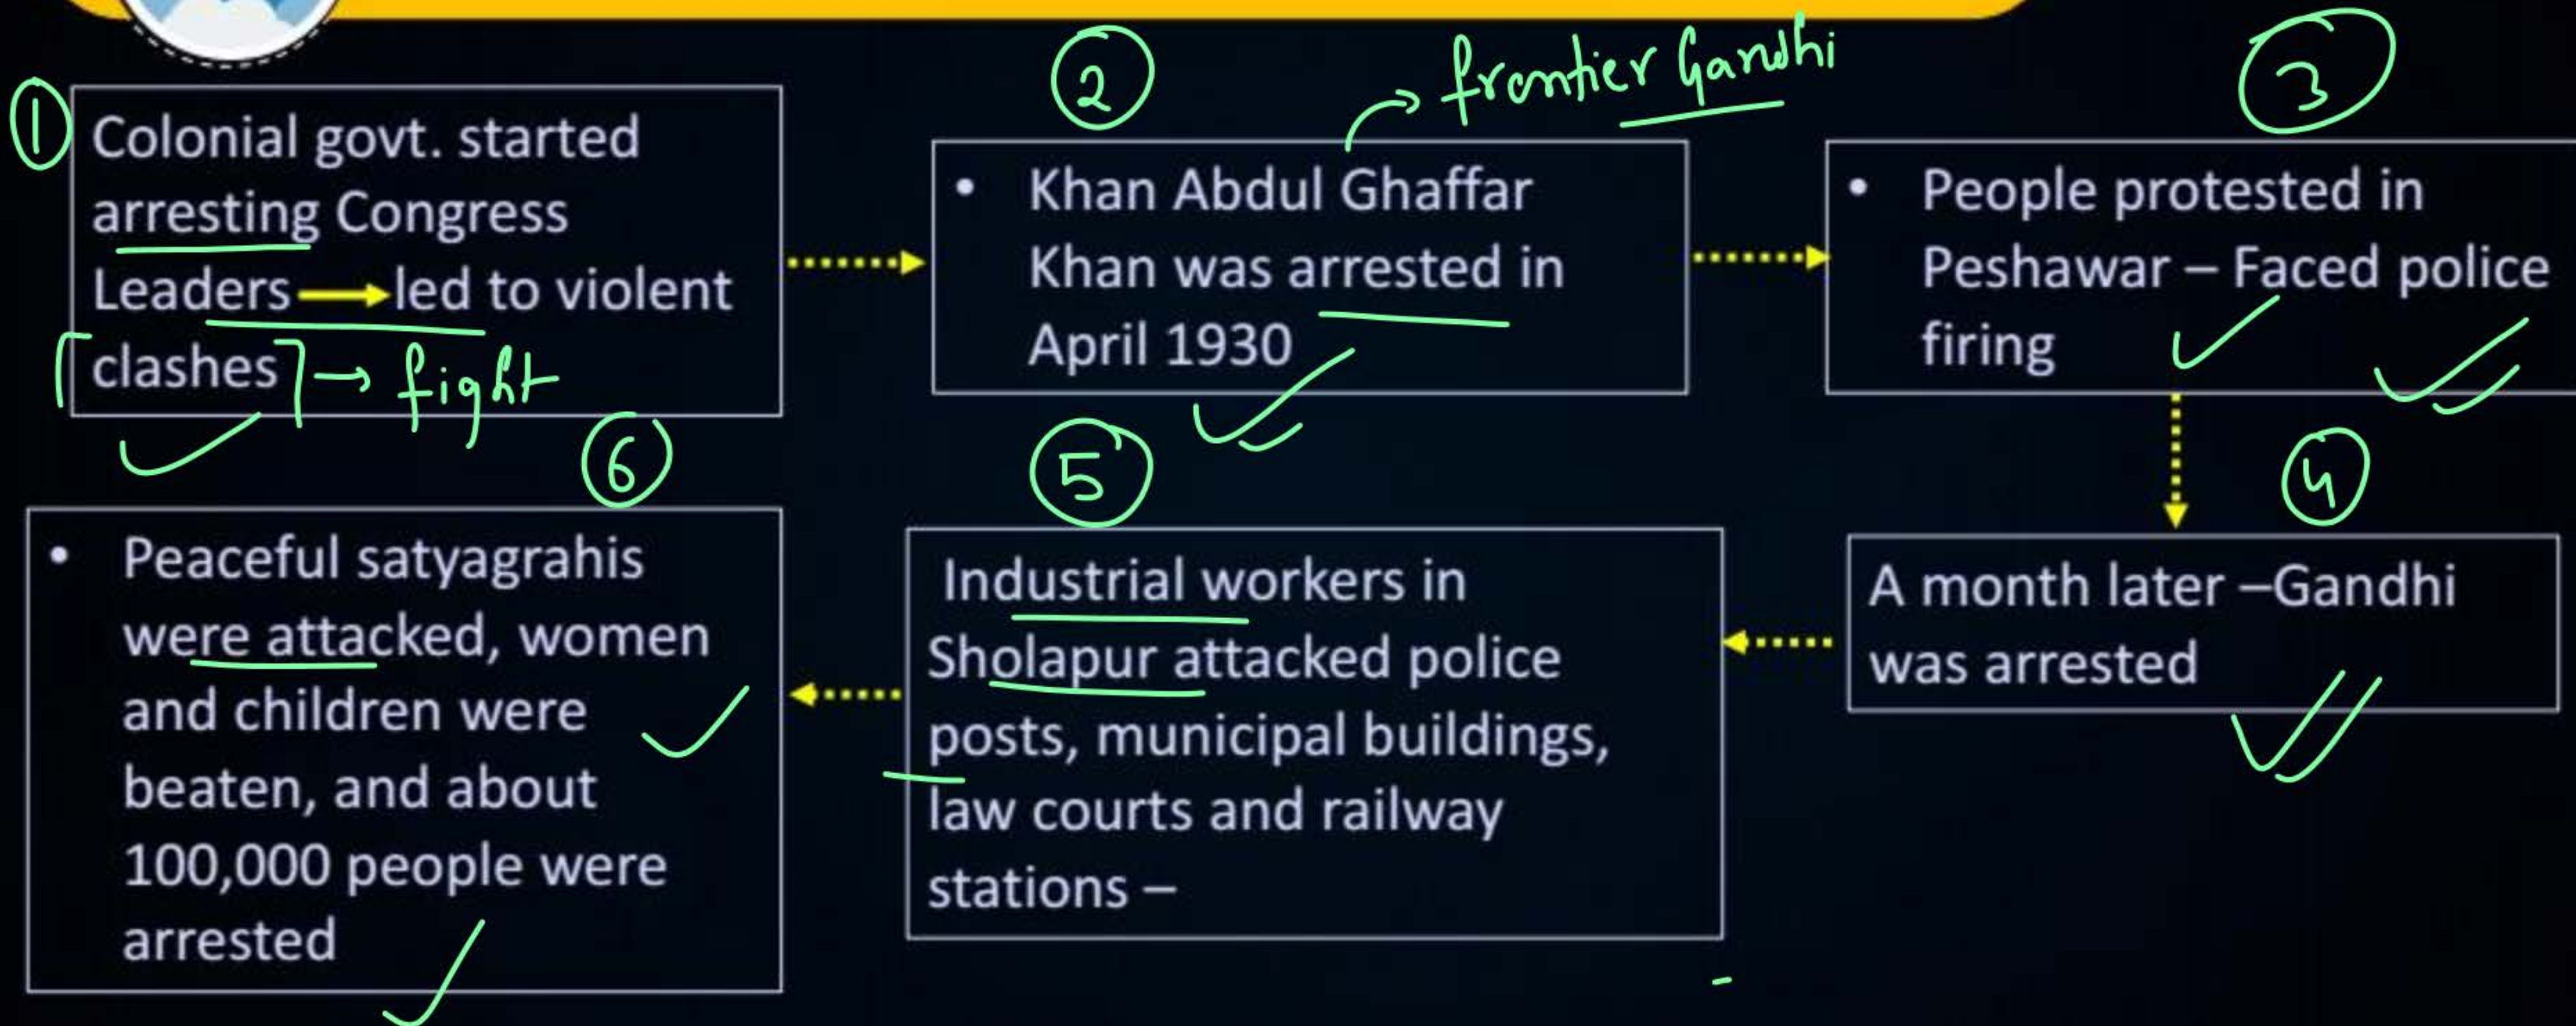 ①
Colonial govt. started
arresting Congress
Leaders → led to violent
[clashes] → fight
②
→ frontier Gandhi
• Khan Abdul Ghaffar
Khan was arrested in
April 1930
③
• People protested in
Peshawar – Faced police
firing
④
A month later –Gandhi
was arrested
⑤
Industrial workers in
Sholapur attacked police
posts, municipal buildings,
law courts and railway
stations –
⑥
• Peaceful satyagrahis
were attacked, women
and children were
beaten, and about
100,000 people were
arrested